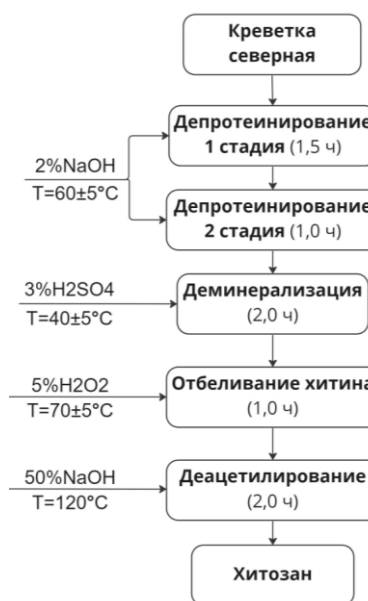 Креветка
северная
Депротеинирование
1 стадия (1,5 ч)
2%NaOH
T=60±5°C
Депротеинирование
2 стадия (1,0 ч)
3%H2SO4
T=40±5°C
Деминерализация
(2,0 ч)
5%H2O2
T=70±5°C
Отбеливание хитина
(1,0 ч)
50%NaOH
T=120°C
Деацетилирование
(2,0 ч)
Хитозан